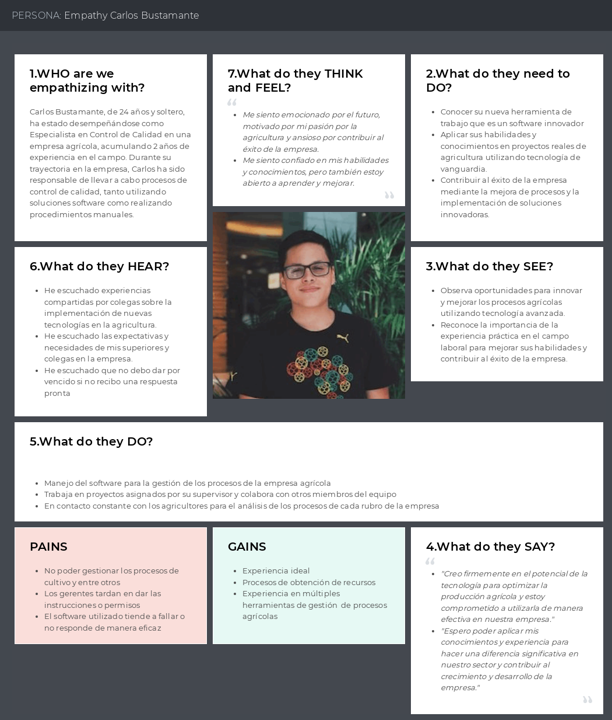 PERSONA: Empathy Carlos Bustamante
1.WHO are we
empathizing with?
Carlos Bustamante, de 24 años y soltero,
ha estado desempeñándose como
Especialista en Control de Calidad en una
empresa agrícola, acumulando 2 años de
experiencia en el campo. Durante su
trayectoria en la empresa, Carlos ha sido
responsable de llevar a cabo procesos de
control de calidad, tanto utilizando
soluciones software como realizando
procedimientos manuales.
7.What do they THINK
and FEEL?
“
• Me siento emocionado por el futuro,
motivado por mi pasión por la
agricultura y ansioso por contribuir al
éxito de la empresa.
• Me siento confiado en mis habilidades
y conocimientos, pero también estoy
abierto a aprender y mejorar.
”
2.What do they need to
DO?
• Conocer su nueva herramienta de
trabajo que es un software innovador
• Aplicar sus habilidades y
conocimientos en proyectos reales de
agricultura utilizando tecnología de
vanguardia.
• Contribuir al éxito de la empresa
mediante la mejora de procesos y la
implementación de soluciones
innovadoras.
6.What do they HEAR?
• He escuchado experiencias
compartidas por colegas sobre la
implementación de nuevas
tecnologías en la agricultura.
• He escuchado las expectativas y
necesidades de mis superiores y
colegas en la empresa.
• He escuchado que no debo dar por
vencido si no recibo una respuesta
pronta
3.What do they SEE?
• Observa oportunidades para innovar
y mejorar los procesos agrícolas
utilizando tecnología avanzada.
• Reconoce la importancia de la
experiencia práctica en el campo
laboral para mejorar sus habilidades y
contribuir al éxito de la empresa.
5.What do they DO?
• Manejo del software para la gestión de los procesos de la empresa agrícola
• Trabaja en proyectos asignados por su supervisor y colabora con otros miembros del equipo
• En contacto constante con los agricultores para el análisis de los procesos de cada rubro de la empresa
PAINS
• No poder gestionar los procesos de
cultivo y entre otros
• Los gerentes tardan en dar las
instrucciones o permisos
• El software utilizado tiende a fallar o
no responde de manera eficaz
GAINS
• Experiencia ideal
• Procesos de obtención de recursos
• Experiencia en múltiples
herramientas de gestión de procesos
agrícolas
4.What do they SAY?
“
• "Creo firmemente en el potencial de la
tecnología para optimizar la
producción agrícola y estoy
comprometido a utilizarla de manera
efectiva en nuestra empresa."
• "Espero poder aplicar mis
conocimientos y experiencia para
hacer una diferencia significativa en
nuestro sector y contribuir al
crecimiento y desarrollo de la
empresa."
”